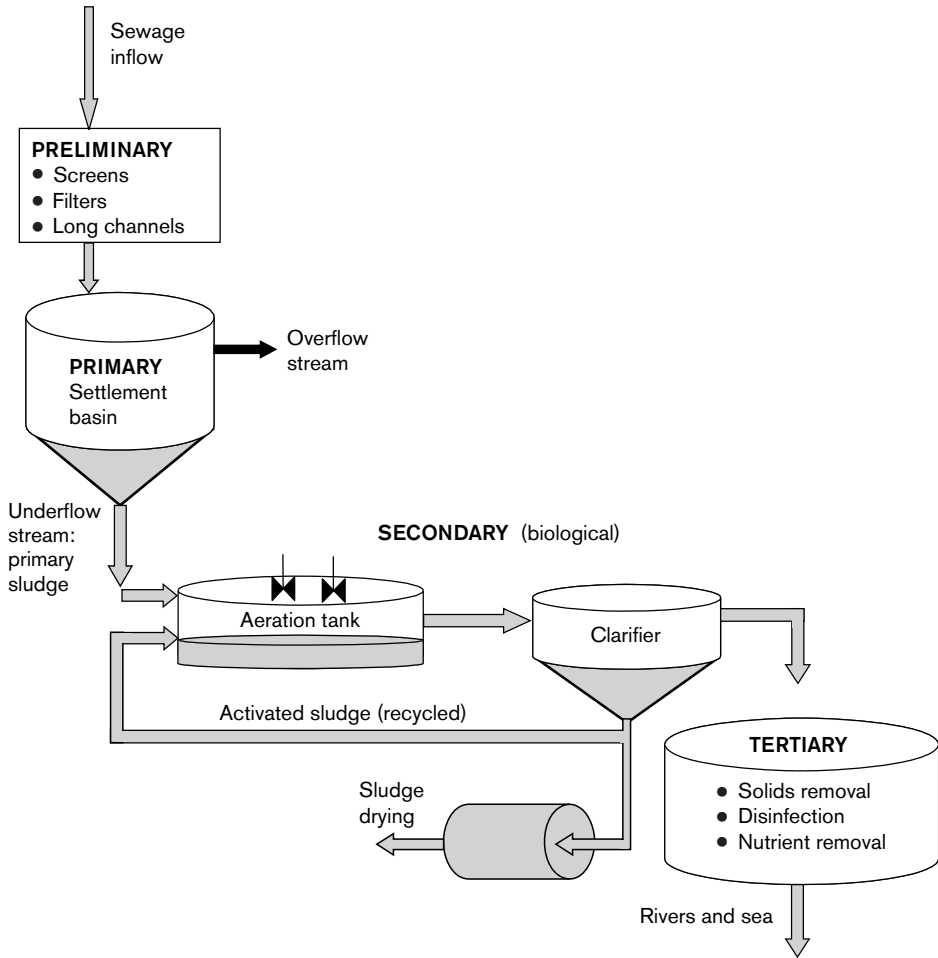 Sewage
inflow
PRELIMINARY
● Screens
● Filters
● Long channels
Overflow
stream
PRIMARY
Settlement
basin
Underflow
stream:
primary
sludge
SECONDARY (biological)
Aeration tank
Clarifier
Activated sludge (recycled)
TERTIARY
● Solids removal
● Disinfection
● Nutrient removal
Sludge
drying
Rivers and sea